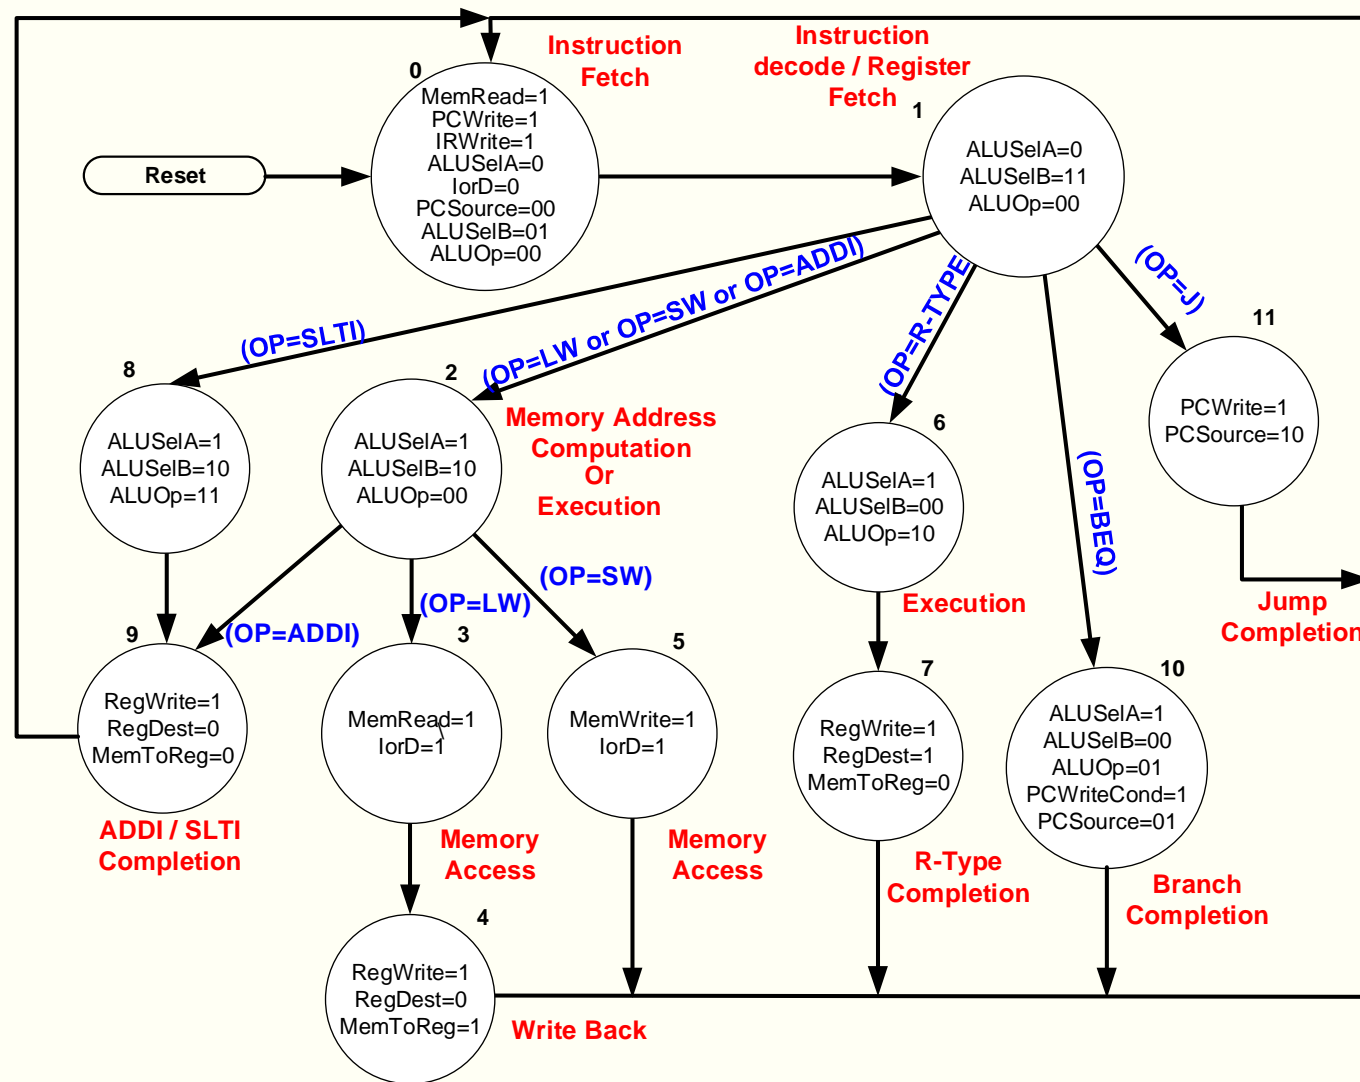 Instruction
Fetch
0
MemRead=1
PCWrite=1
IRWrite=1
ALUSelA=0
IorD=0
PCSource=00
ALUSelB=01
ALUOp=00
Reset
Instruction
decode / Register
Fetch
1
ALUSelA=0
ALUSelB=11
ALUOp=00
(OP=SLTI)
(OP=LW or OP=SW or OP=ADDI)
(OP=R-TYPE
(OP=BEQ)
(OP=J)
8
ALUSelA=1
ALUSelB=10
ALUOp=11
2
ALUSelA=1
ALUSelB=10
ALUOp=00
Memory Address
Computation
Or
Execution
6
ALUSelA=1
ALUSelB=00
ALUOp=10
Execution
11
PCWrite=1
PCSource=10
Jump
Completion
(OP=ADDI)
(OP=LW)
(OP=SW)
9
RegWrite=1
RegDest=0
MemToReg=0
ADDI / SLTI
Completion
3
MemRead=1
IorD=1
Memory
Access
5
MemWrite=1
IorD=1
Memory
Access
7
RegWrite=1
RegDest=1
MemToReg=0
R-Type
Completion
10
ALUSelA=1
ALUSelB=00
ALUOp=01
PCWriteCond=1
PCSource=01
Branch
Completion
4
RegWrite=1
RegDest=0
MemToReg=1
Write Back